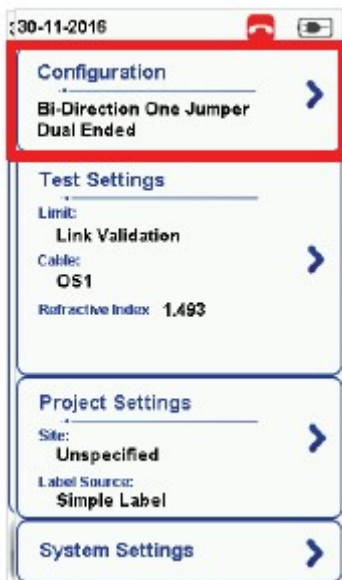 30-11-2016
Configuration
Bi-Direction One Jumper
Dual Ended
Test Settings
Limit:
Link Validation
Cable:
OS1
Refractive Index 1.493
Project Settings
Site:
Unspecified
Label Source:
Simple Label
System Settings